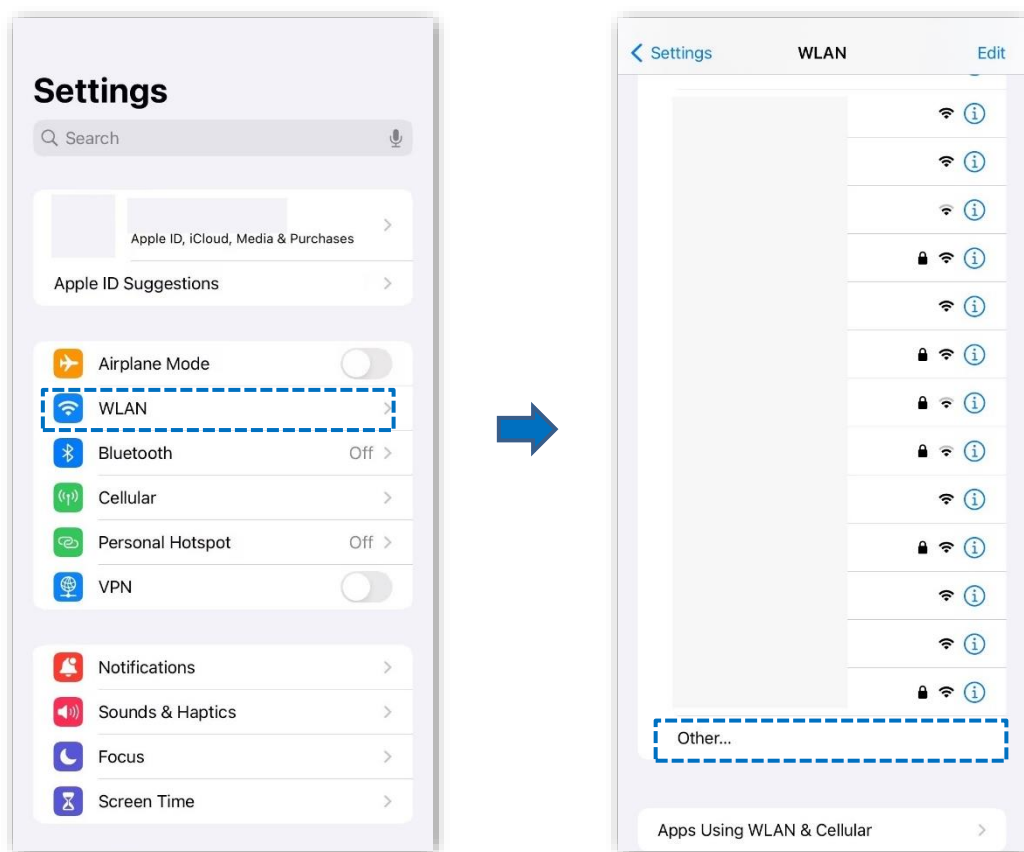 Settings
Search
Apple ID, iCloud, Media & Purchases
Apple ID Suggestions
Airplane Mode
WLAN
Bluetooth Off
Cellular
Personal Hotspot Off
VPN
Notifications
Sounds & Haptics
Focus
Screen Time
Settings WLAN Edit
Other...
Apps Using WLAN & Cellular